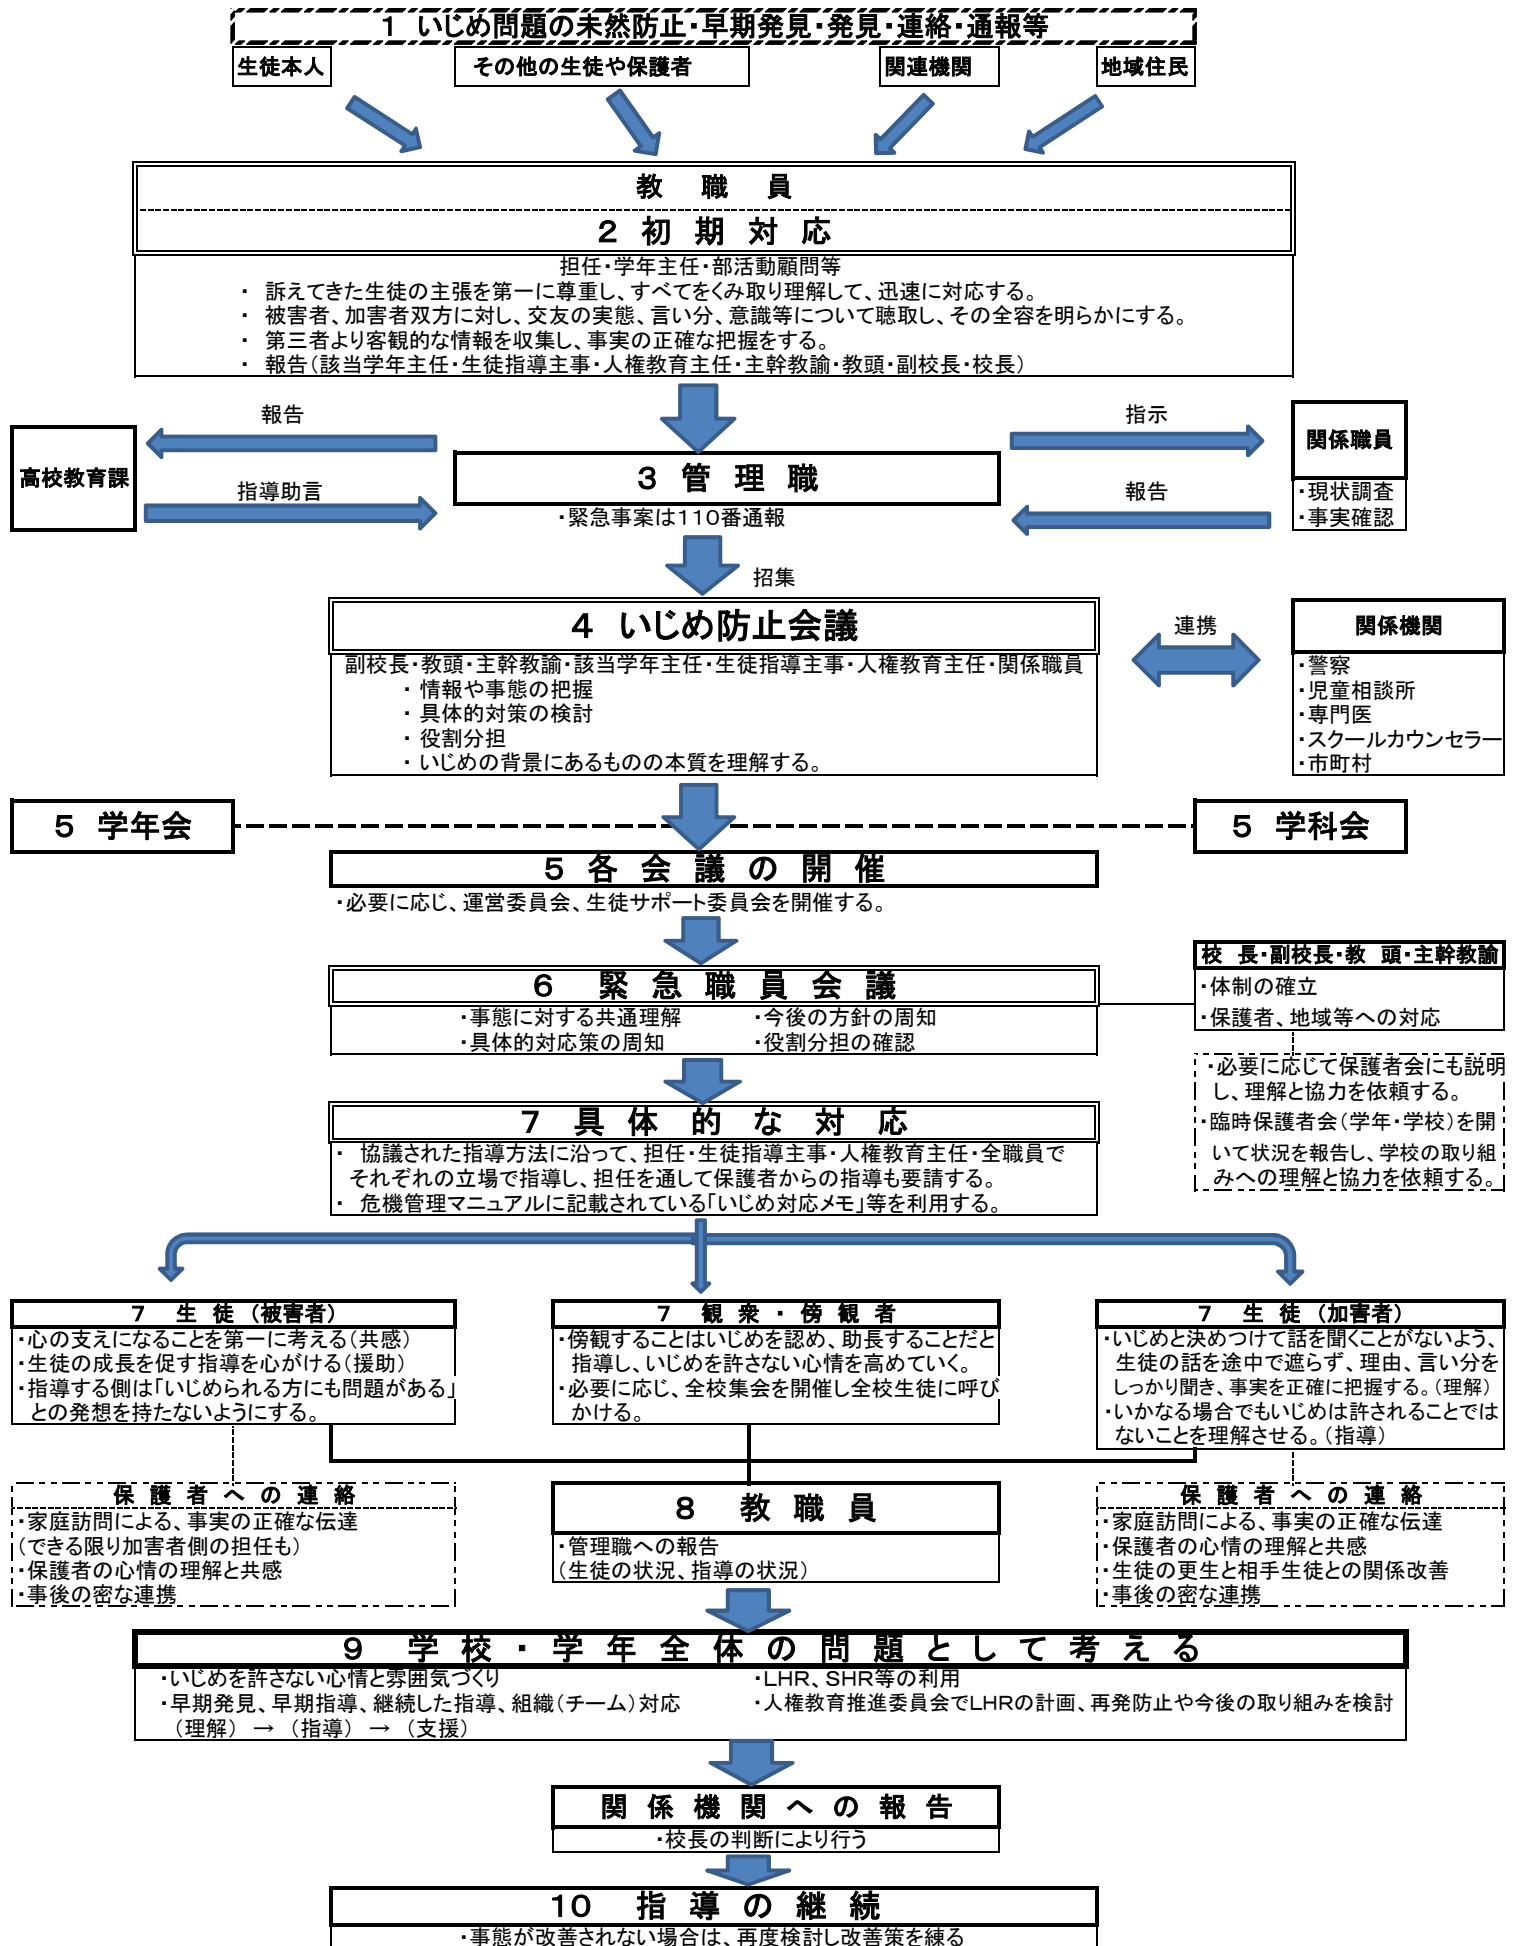 1 いじめ問題の未然防止・早期発見・発見・連絡・通報等
生徒本人
その他の生徒や保護者
関連機関
地域住民
教 職 員
2 初 期 対 応
担任・学年主任・部活動顧問等
・ 訴えてきた生徒の主張を第一に尊重し、すべてをくみ取り理解して、迅速に対応する。
・ 被害者、加害者双方に対し、交友の実態、言い分、意識等について聴取し、その全容を明らかにする。
・ 第三者より客観的な情報を収集し、事実の正確な把握をする。
・ 報告(該当学年主任・生徒指導主事・人権教育主任・主幹教諭・教頭・副校長・校長)
報告
指示
高校教育課
関係職員
3 管 理 職
指導助言
報告
・現状調査
・事実確認
・緊急事案は110番通報
招集
4 いじめ防止会議
連携
関係機関
副校長・教頭・主幹教諭・該当学年主任・生徒指導主事・人権教育主任・関係職員
・ 情報や事態の把握
・ 具体的対策の検討
・ 役割分担
・ いじめの背景にあるものの本質を理解する。
・警察
・児童相談所
・専門医
・スクールカウンセラー
・市町村
5 学年会
5 学科会
5 各 会 議 の 開 催
・必要に応じ、運営委員会、生徒サポート委員会を開催する。
校 長・副校長・教 頭・主幹教諭
・体制の確立
・保護者、地域等への対応
6 緊 急 職 員 会 議
・事態に対する共通理解 ・今後の方針の周知
・具体的対応策の周知 ・役割分担の確認
・必要に応じて保護者会にも説明
し、理解と協力を依頼する。
・臨時保護者会(学年・学校)を開
いて状況を報告し、学校の取り組
みへの理解と協力を依頼する。
7 具 体 的 な 対 応
・ 協議された指導方法に沿って、担任・生徒指導主事・人権教育主任・全職員で
それぞれの立場で指導し、担任を通して保護者からの指導も要請する。
・ 危機管理マニュアルに記載されている「いじめ対応メモ」等を利用する。
7 生 徒 (被害者)
・心の支えになることを第一に考える(共感)
・生徒の成長を促す指導を心がける(援助)
・指導する側は「いじめられる方にも問題がある」
との発想を持たないようにする。
7 観 衆 ・ 傍 観 者
・傍観することはいじめを認め、助長することだと
指導し、いじめを許さない心情を高めていく。
・必要に応じ、全校集会を開催し全校生徒に呼び
かける。
7 生 徒 (加害者)
・いじめと決めつけて話を聞くことがないよう、
生徒の話を途中で遮らず、理由、言い分を
しっかり聞き、事実を正確に把握する。(理解)
・いかなる場合でもいじめは許されることでは
ないことを理解させる。(指導)
保 護 者 へ の 連 絡
・家庭訪問による、事実の正確な伝達
(できる限り加害者側の担任も)
・保護者の心情の理解と共感
・事後の密な連携
8 教 職 員
・管理職への報告
(生徒の状況、指導の状況)
保 護 者 へ の 連 絡
・家庭訪問による、事実の正確な伝達
・保護者の心情の理解と共感
・生徒の更生と相手生徒との関係改善
・事後の密な連携
9 学 校 ・ 学 年 全 体 の 問 題 と し て 考 え る
・いじめを許さない心情と雰囲気づくり ・LHR、SHR等の利用
・早期発見、早期指導、継続した指導、組織(チーム)対応 ・人権教育推進委員会でLHRの計画、再発防止や今後の取り組みを検討
(理解) → (指導) → (支援)
関 係 機 関 へ の 報 告
・校長の判断により行う
10 指 導 の 継 続
・事態が改善されない場合は、再度検討し改善策を練る